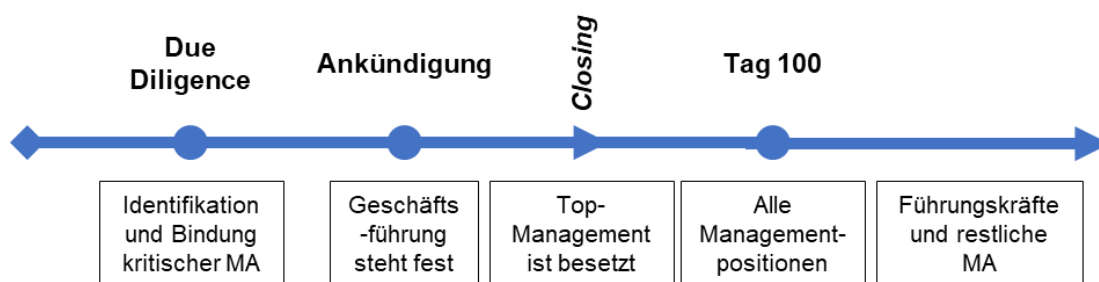 Due
Diligence
Ankündigung
Closing
Tag 100
Identifikation
und Bindung
kritischer MA
Geschäfts
-führung
steht fest
Top-
Management
ist besetzt
Alle
Management-
positionen
Führungskräfte
und restliche
MA